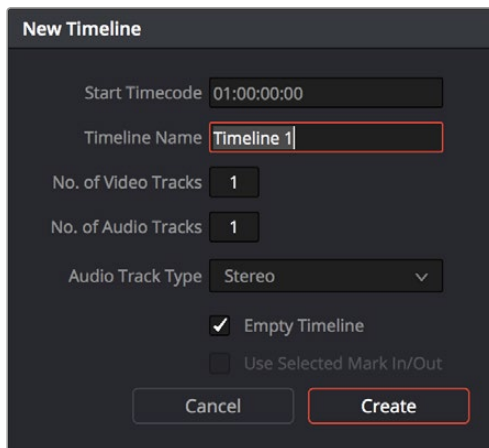 New Timeline
Start Timecode 01:00:00:00
Timeline Name Timeline 1
No. of Video Tracks 1
No. of Audio Tracks 1
Audio Track Type Stereo
Empty Timeline
Use Selected Mark In/Out
Cancel Create